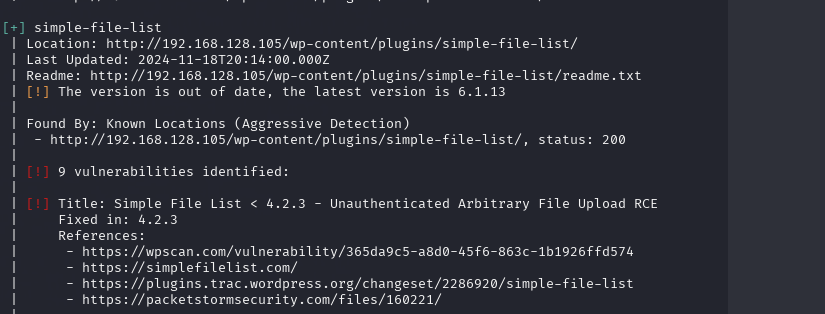 [+] simple-file-list
| Location: http://192.168.128.105/wp-content/plugins/simple-file-list/
| Last Updated: 2024-11-18T20:14:00.000Z
| Readme: http://192.168.128.105/wp-content/plugins/simple-file-list/readme.txt
| [!] The version is out of date, the latest version is 6.1.13
|
| Found By: Known Locations (Aggressive Detection)
|  - http://192.168.128.105/wp-content/plugins/simple-file-list/, status: 200
|
| [!] 9 vulnerabilities identified:
|
| [!] Title: Simple File List < 4.2.3 - Unauthenticated Arbitrary File Upload RCE
|     Fixed in: 4.2.3
|     References:
|      - https://wpscan.com/vulnerability/365da9c5-a8d0-45f6-863c-1b1926ffd574
|      - https://simplefilelist.com/
|      - https://plugins.trac.wordpress.org/changeset/2286920/simple-file-list
|      - https://packetstormsecurity.com/files/160221/
|